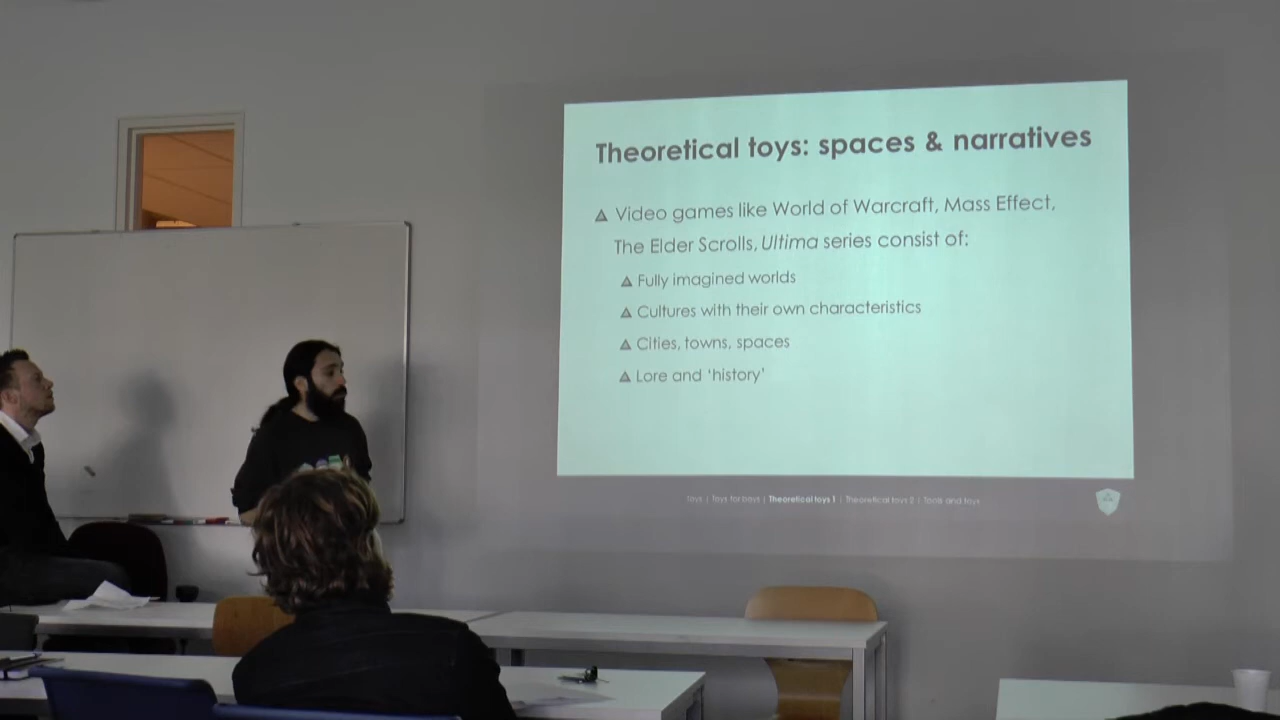 Theoretical toys: spaces & narratives
Video games like World of Warcraft, Mass Effect,
The Elder Scrolls, Ultima series consist of:
Fully imagined worlds
Cultures with their own characteristics
Cities, towns, spaces
Lore and ‘history’
Toys | Toys for boys | Theoretical toys 1 | Theoretical toys 2 | Tools and toys